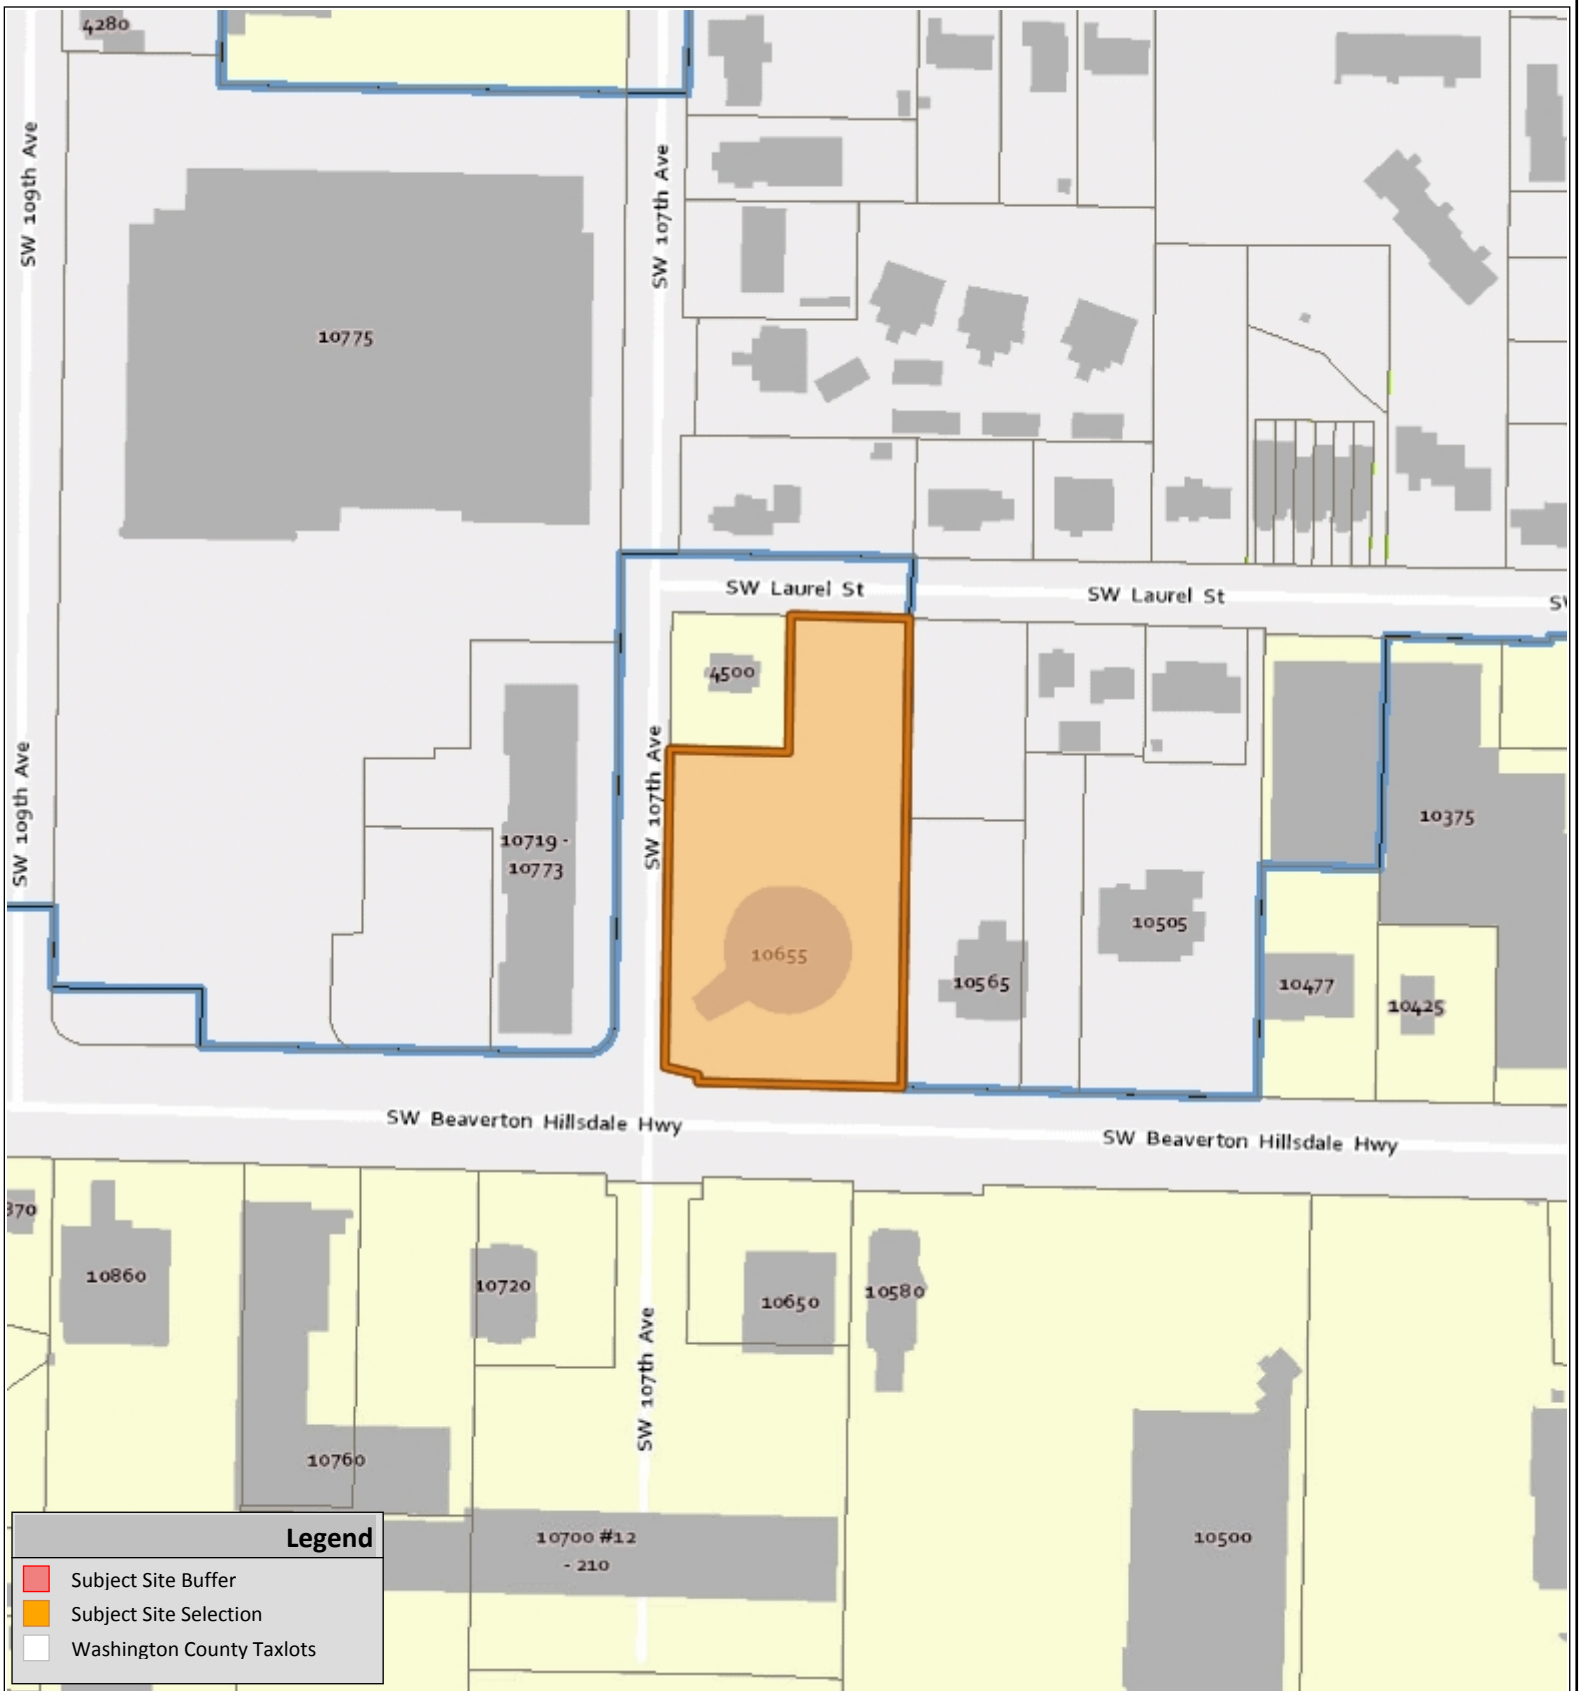 4280
SW 109th Ave
SW 107th Ave
10775
SW Laurel St
SW Laurel St
4500
SW 109th Ave
SW 107th Ave
10719 -
10773
10375
10655
10505
10565
10477
10425
SW Beaverton Hillsdale Hwy
SW Beaverton Hillsdale Hwy
10860
10720
10650
10580
SW 107th Ave
10760
10700 #12
- 210
10500
Legend
Subject Site Buffer
Subject Site Selection
Washington County Taxlots